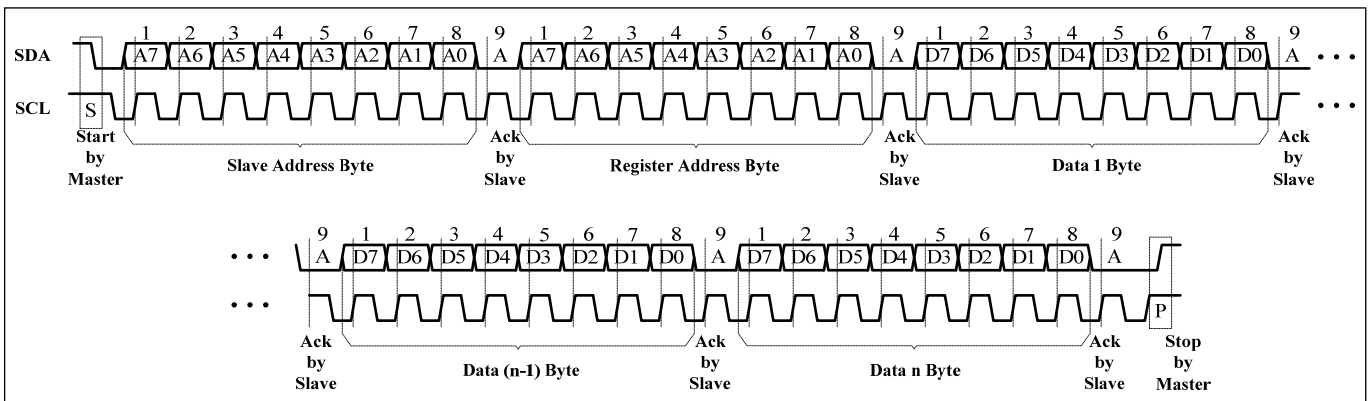 1 2 3 4 5 6 7 8 9 1 2 3 4 5 6 7 8 9 1 2 3 4 5 6 7 8 9
SDA A7 A6 A5 A4 A3 A2 A1 A0 A A7 A6 A5 A4 A3 A2 A1 A0 A D7 D6 D5 D4 D3 D2 D1 D0 A • • •
SCL S • • •
Start by Master
Slave Address Byte
Ack by Slave
Register Address Byte
Ack by Slave
Data 1 Byte
Ack by Slave
9 1 2 3 4 5 6 7 8 9 1 2 3 4 5 6 7 8 9
• • • A D7 D6 D5 D4 D3 D2 D1 D0 A D7 D6 D5 D4 D3 D2 D1 D0 A
• • • P
Ack by Slave
Data (n-1) Byte
Ack by Slave
Data n Byte
Ack by Slave
Stop by Master